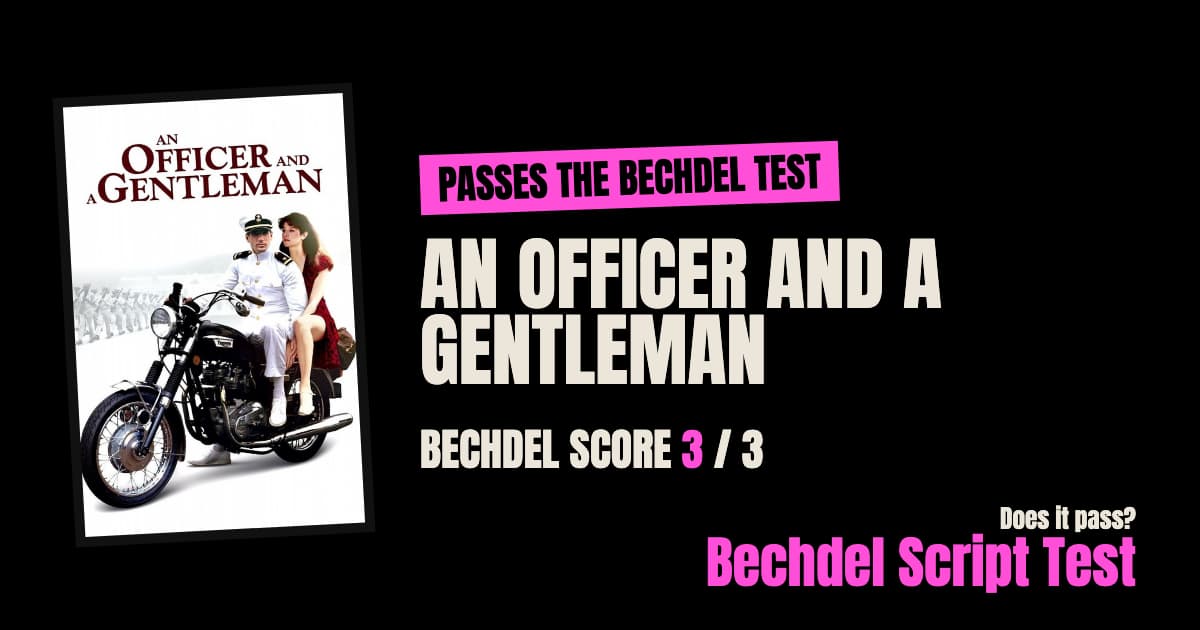 AN
OFFICER AND
A GENTLEMAN
PASSES THE BECHDEL TEST
AN OFFICER AND A
GENTLEMAN
BECHDEL SCORE 3 / 3
Does it pass?
Bechdel Script Test